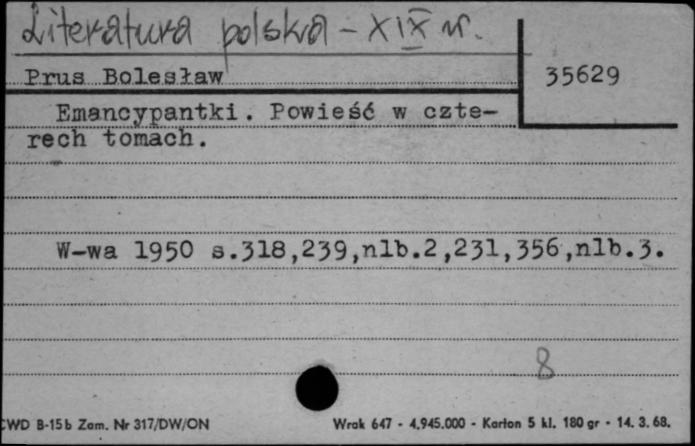 Literatura polska - XIX w.
Prus Bolesław
35629
Emancypantki. Powieść w czte-
rech tomach.
W-wa 1950 s.318,239,nlb.2,231,356,nlb.3.
8
CWD B-15b Zam. Nr 317/DW/ON
Wrak 647 - 4.945.000 - Karton 5 kl. 180 gr - 14. 3. 68.